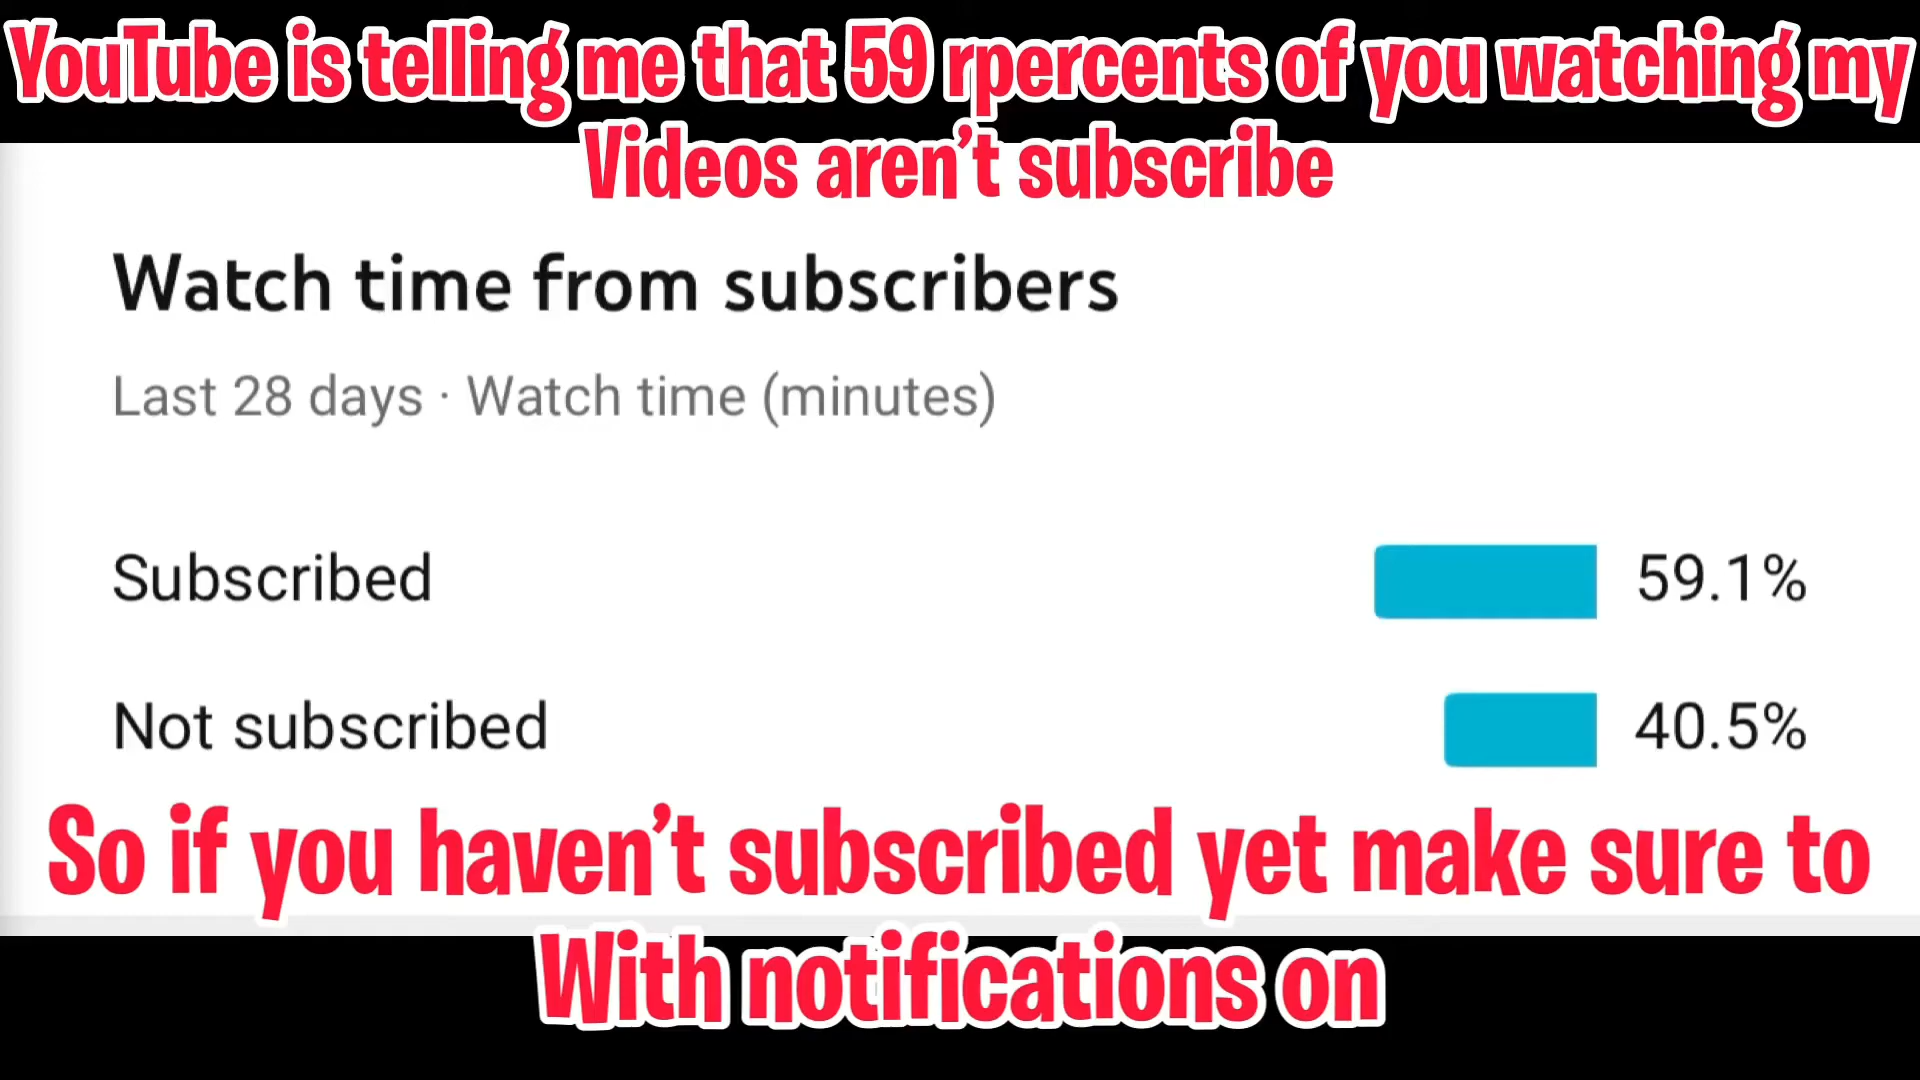 YouTube is telling me that 59 rpercents of you watching my
Videos aren't subscribe
Watch time from subscribers
Last 28 days · Watch time (minutes)
Subscribed 59.1%
Not subscribed 40.5%
So if you haven't subscribed yet make sure to
With notifications on